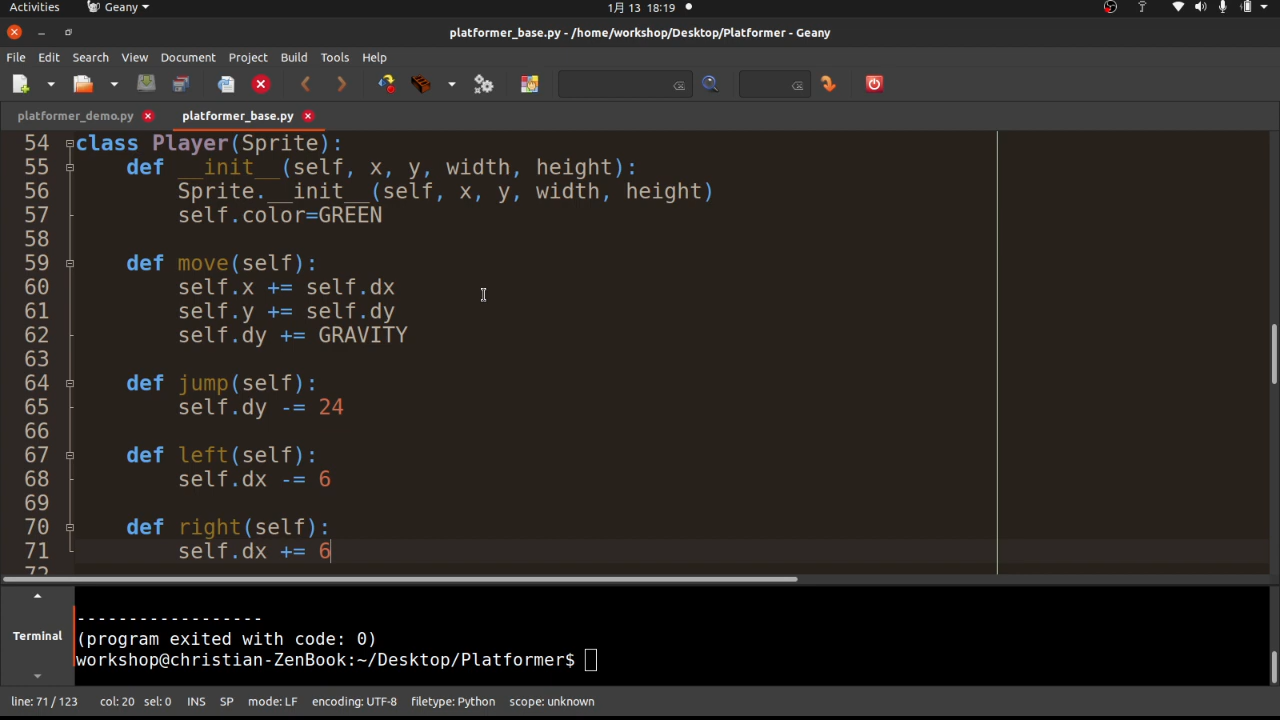 Activities Geany 1月 13 18:19
platformer_base.py - /home/workshop/Desktop/Platformer - Geany
File Edit Search View Document Project Build Tools Help
platformer_demo.py platformer_base.py
54 class Player(Sprite):
55 def __init__(self, x, y, width, height):
56 Sprite.__init__(self, x, y, width, height)
57 self.color=GREEN
58
59 def move(self):
60 self.x += self.dx
61 self.y += self.dy
62 self.dy += GRAVITY
63
64 def jump(self):
65 self.dy -= 24
66
67 def left(self):
68 self.dx -= 6
69
70 def right(self):
71 self.dx += 6
72
Terminal
-----------------
(program exited with code: 0)
workshop@christian-ZenBook:~/Desktop/Platformer$
line: 71 / 123 col: 20 sel: 0 INS SP mode: LF encoding: UTF-8 filetype: Python scope: unknown